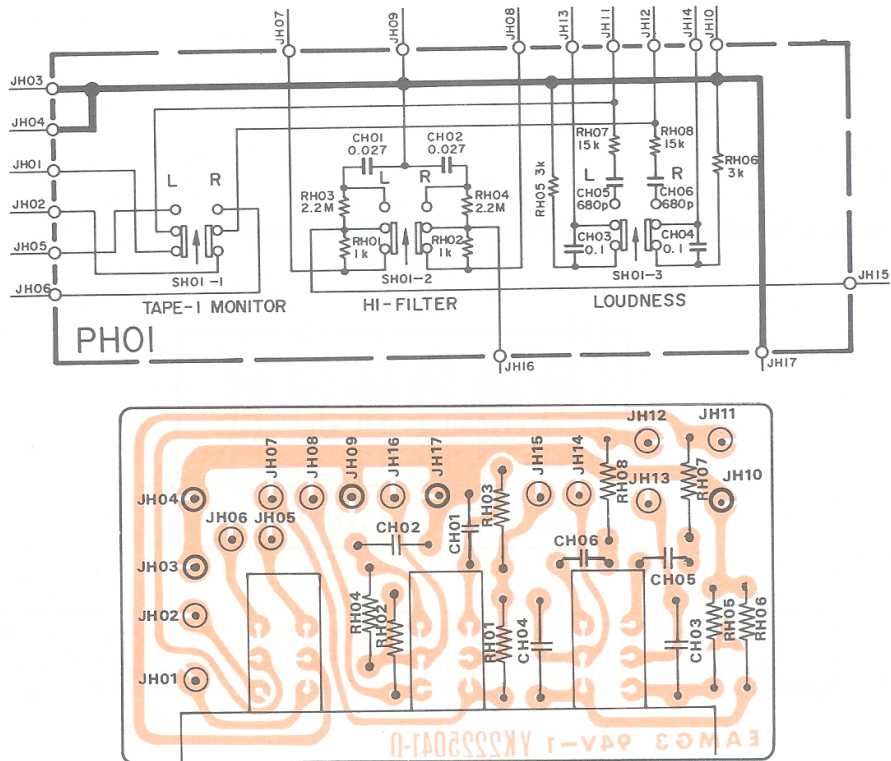 JH07
JH09
JH08
JH13
JH11
JH12
JH14
JH10
JH03
JH04
JH01
JH02
JH05
JH06
L R
SH01-1
TAPE-1 MONITOR
CH01
0.027
CH02
0.027
L R
RH03
2.2M
RH04
2.2M
RH01
1k
RH02
1k
SH01-2
HI-FILTER
RH05 3k
RH07
15k
RH08
15k
L R
CH05
680p
CH06
680p
CH03
0.1
CH04
0.1
RH06
3k
SH01-3
LOUDNESS
JH15
PH01
JH16
JH17
JH04
JH07
JH08
JH09
JH16
JH17
JH15
JH14
JH12
JH11
JH13
JH10
JH06
JH05
JH03
JH02
JH01
CH02
CH01
RH03
RH08
RH07
CH06
CH05
RH04
RH02
RH01
CH04
CH03
RH05
RH06
EAMG3 94V-1 YK2225041-0